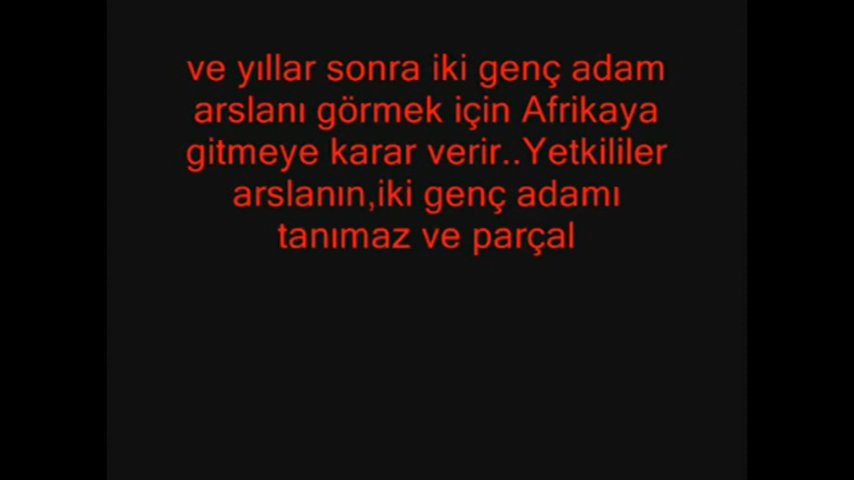 ve yıllar sonra iki genç adam
arslanı görmek için Afrikaya
gitmeye karar verir..Yetkililer
arslanın,iki genç adamı
tanımaz ve parçal